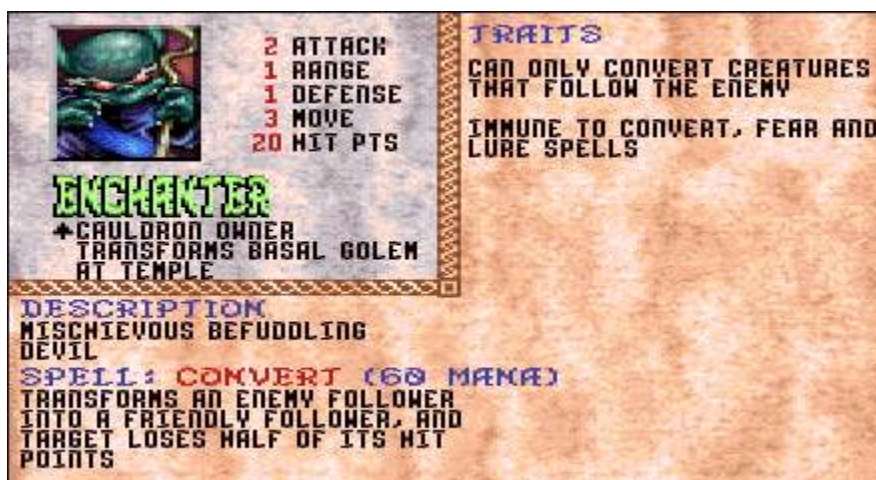 2 ATTACK
1 RANGE
1 DEFENSE
3 MOVE
20 HIT PTS
ENCHANTER
CAULDRON OWNER
TRANSFORMS BASAL GOLEM
AT TEMPLE
TRAITS
CAN ONLY CONVERT CREATURES
THAT FOLLOW THE ENEMY
IMMUNE TO CONVERT, FEAR AND
LURE SPELLS
DESCRIPTION
MISCHIEVOUS BEFUDDLING
DEVIL
SPELL: CONVERT (60 MANA)
TRANSFORMS AN ENEMY FOLLOWER
INTO A FRIENDLY FOLLOWER, AND
TARGET LOSES HALF OF ITS HIT
POINTS